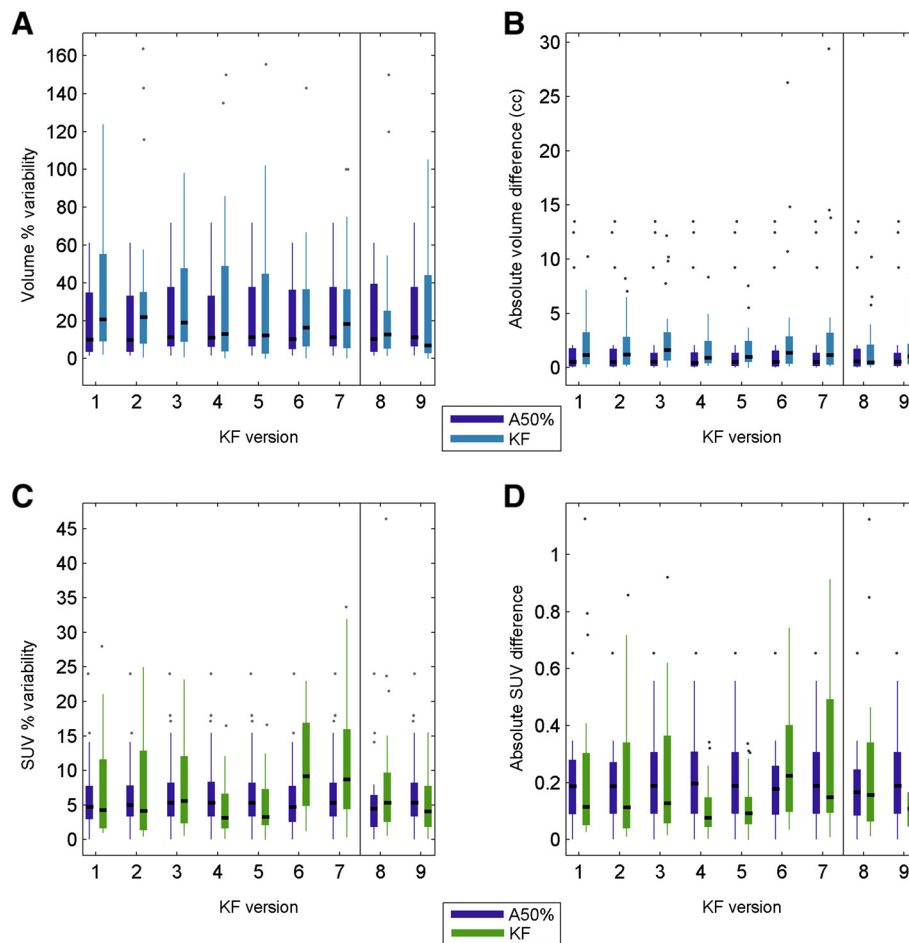 A
Volume % variability
160
140
120
100
80
60
40
20
0
1 2 3 4 5 6 7 8 9
KF version
B
Absolute volume difference (cc)
30
25
20
15
10
5
0
1 2 3 4 5 6 7 8 9
KF version
A50%
KF
C
SUV % variability
45
40
35
30
25
20
15
10
5
0
1 2 3 4 5 6 7 8 9
KF version
D
Absolute SUV difference
1
0.8
0.6
0.4
0.2
0
1 2 3 4 5 6 7 8 9
KF version
A50%
KF